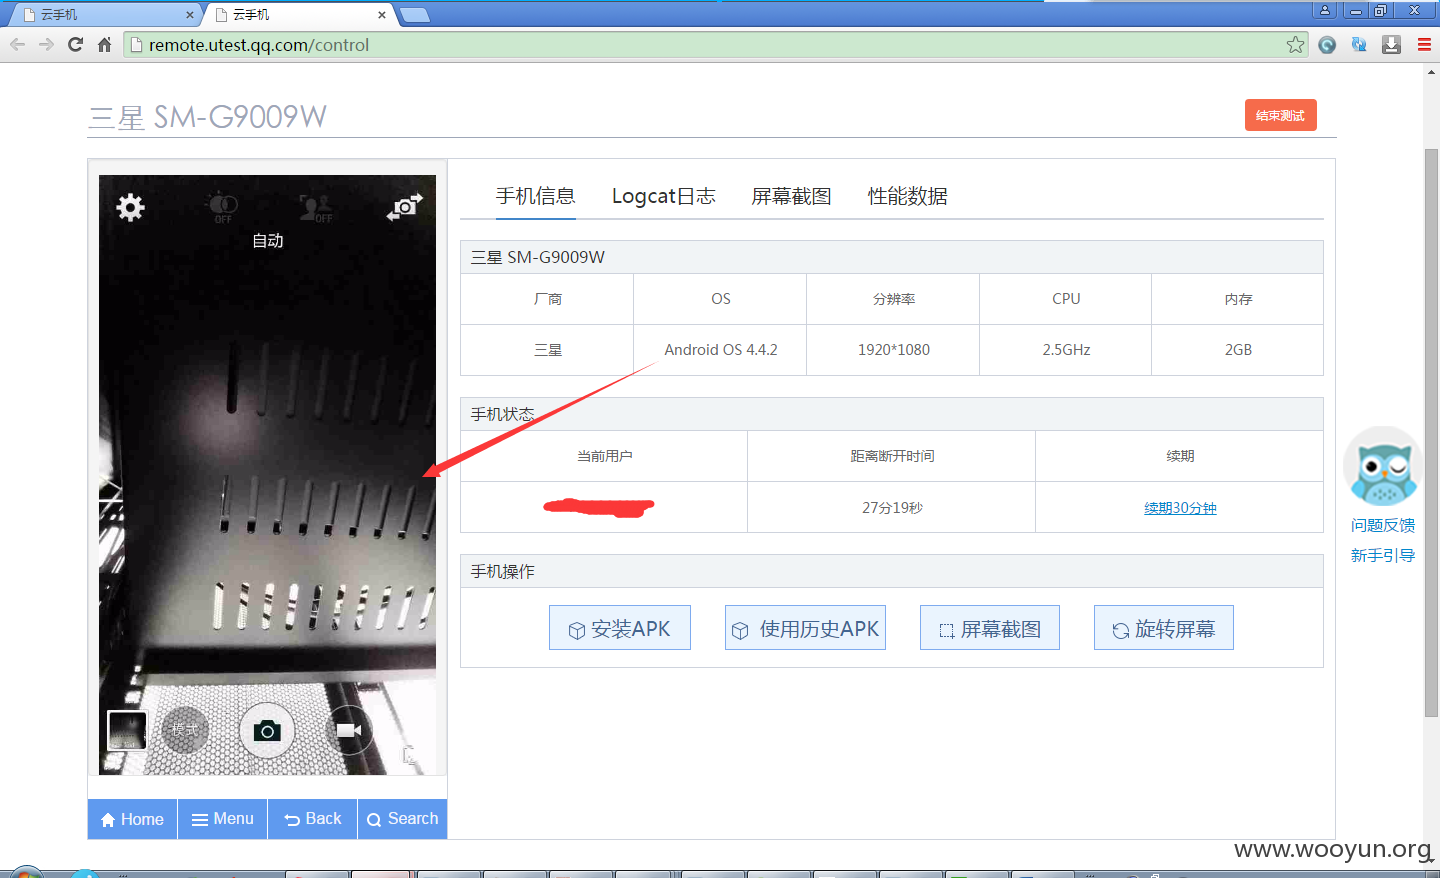 云手机
云手机
remote.utest.qq.com/control
三星 SM-G9009W
结束测试
OFF
OFF
自动
模式
手机信息 Logcat日志 屏幕截图 性能数据
三星 SM-G9009W
厂商 OS 分辨率 CPU 内存
三星 Android OS 4.4.2 1920*1080 2.5GHz 2GB
手机状态
当前用户 距离断开时间 续期
27分19秒 续期30分钟
手机操作
安装APK 使用历史APK 屏幕截图 旋转屏幕
问题反馈
新手引导
Home Menu Back Search
www.wooyun.org